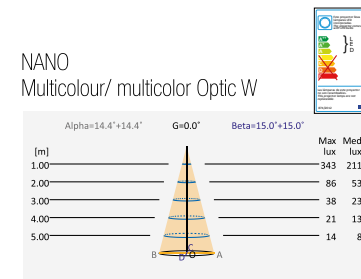 L
E
D
NANO
Multicolour/ multicolor Optic W
Alpha=14.4°+14.4° G=0.0° Beta=15.0°+15.0°
Max Med
[m] lux lux
1.00 343 211
2.00 86 53
3.00 38 23
4.00 21 13
5.00 14 8
C
B D O A